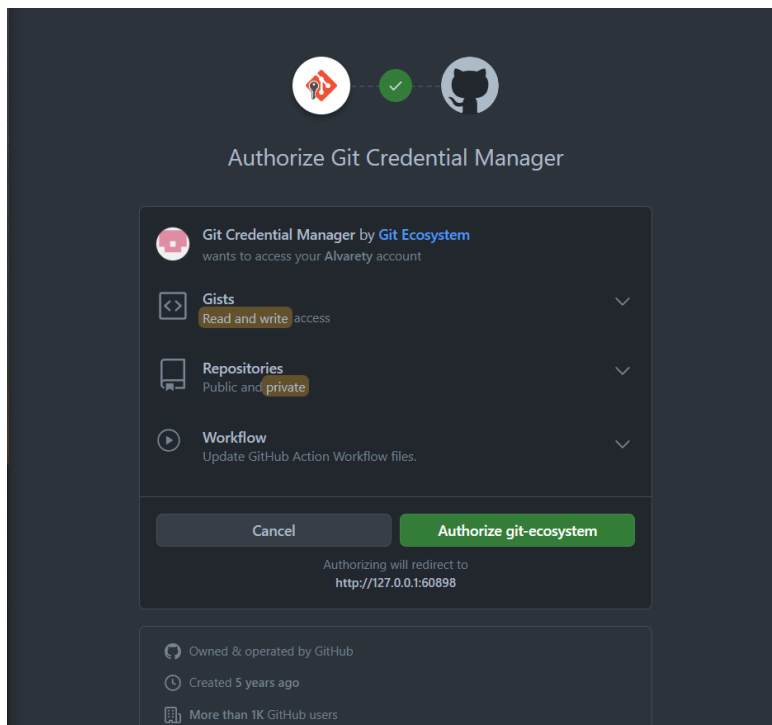 Authorize Git Credential Manager
Git Credential Manager by Git Ecosystem
wants to access your Alvarety account
Gists
Read and write access
Repositories
Public and private
Workflow
Update GitHub Action Workflow files.
Cancel
Authorize git-ecosystem
Authorizing will redirect to
http://127.0.0.1:60898
Owned & operated by GitHub
Created 5 years ago
More than 1K GitHub users